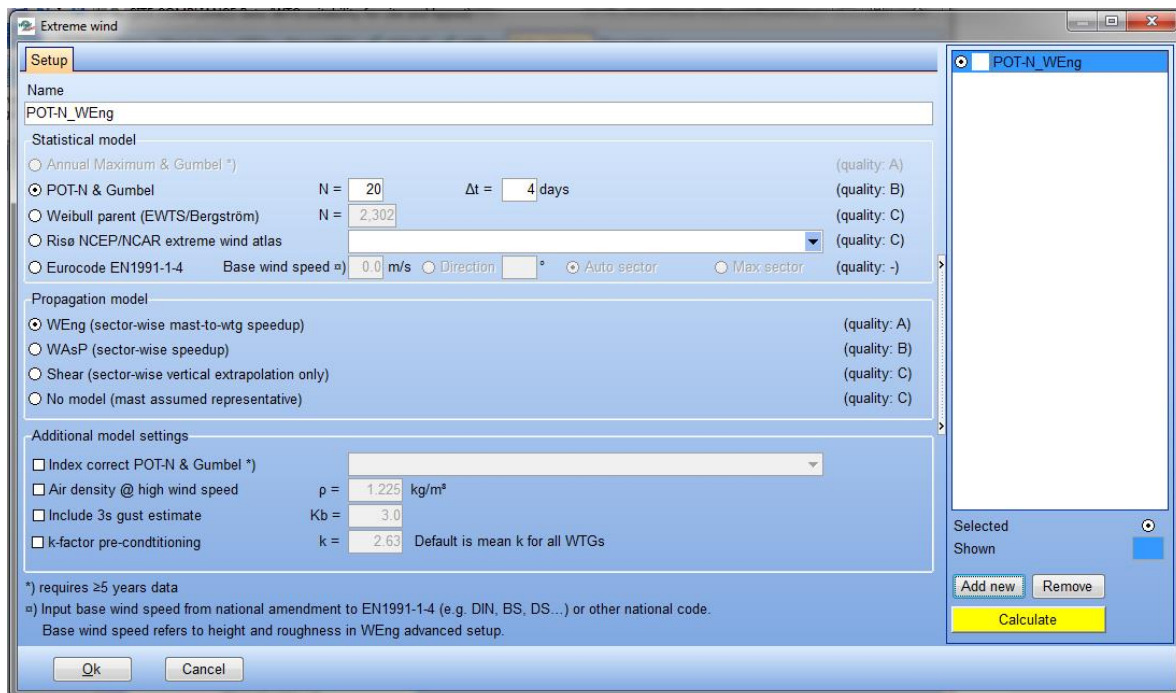 Extreme wind
Setup
Name
POT-N_WEng
Statistical model
Annual Maximum & Gumbel *) (quality: A)
POT-N & Gumbel N = 20 Δt = 4 days (quality: B)
Weibull parent (EWTS/Bergström) N = 2,302 (quality: C)
Risø NCEP/NCAR extreme wind atlas (quality: C)
Eurocode EN1991-1-4 Base wind speed ¤) 0.0 m/s Direction ° Auto sector Max sector (quality: -)
Propagation model
WEng (sector-wise mast-to-wtg speedup) (quality: A)
WAsP (sector-wise speedup) (quality: B)
Shear (sector-wise vertical extrapolation only) (quality: C)
No model (mast assumed representative) (quality: C)
Additional model settings
Index correct POT-N & Gumbel *)
Air density @ high wind speed ρ = 1.225 kg/m³
Include 3s gust estimate Kb = 3.0
k-factor pre-condtitioning k = 2.63 Default is mean k for all WTGs
*) requires ≥5 years data
¤) Input base wind speed from national amendment to EN1991-1-4 (e.g. DIN, BS, DS...) or other national code.
Base wind speed refers to height and roughness in WEng advanced setup.
Ok Cancel
POT-N_WEng
Selected
Shown
Add new Remove
Calculate